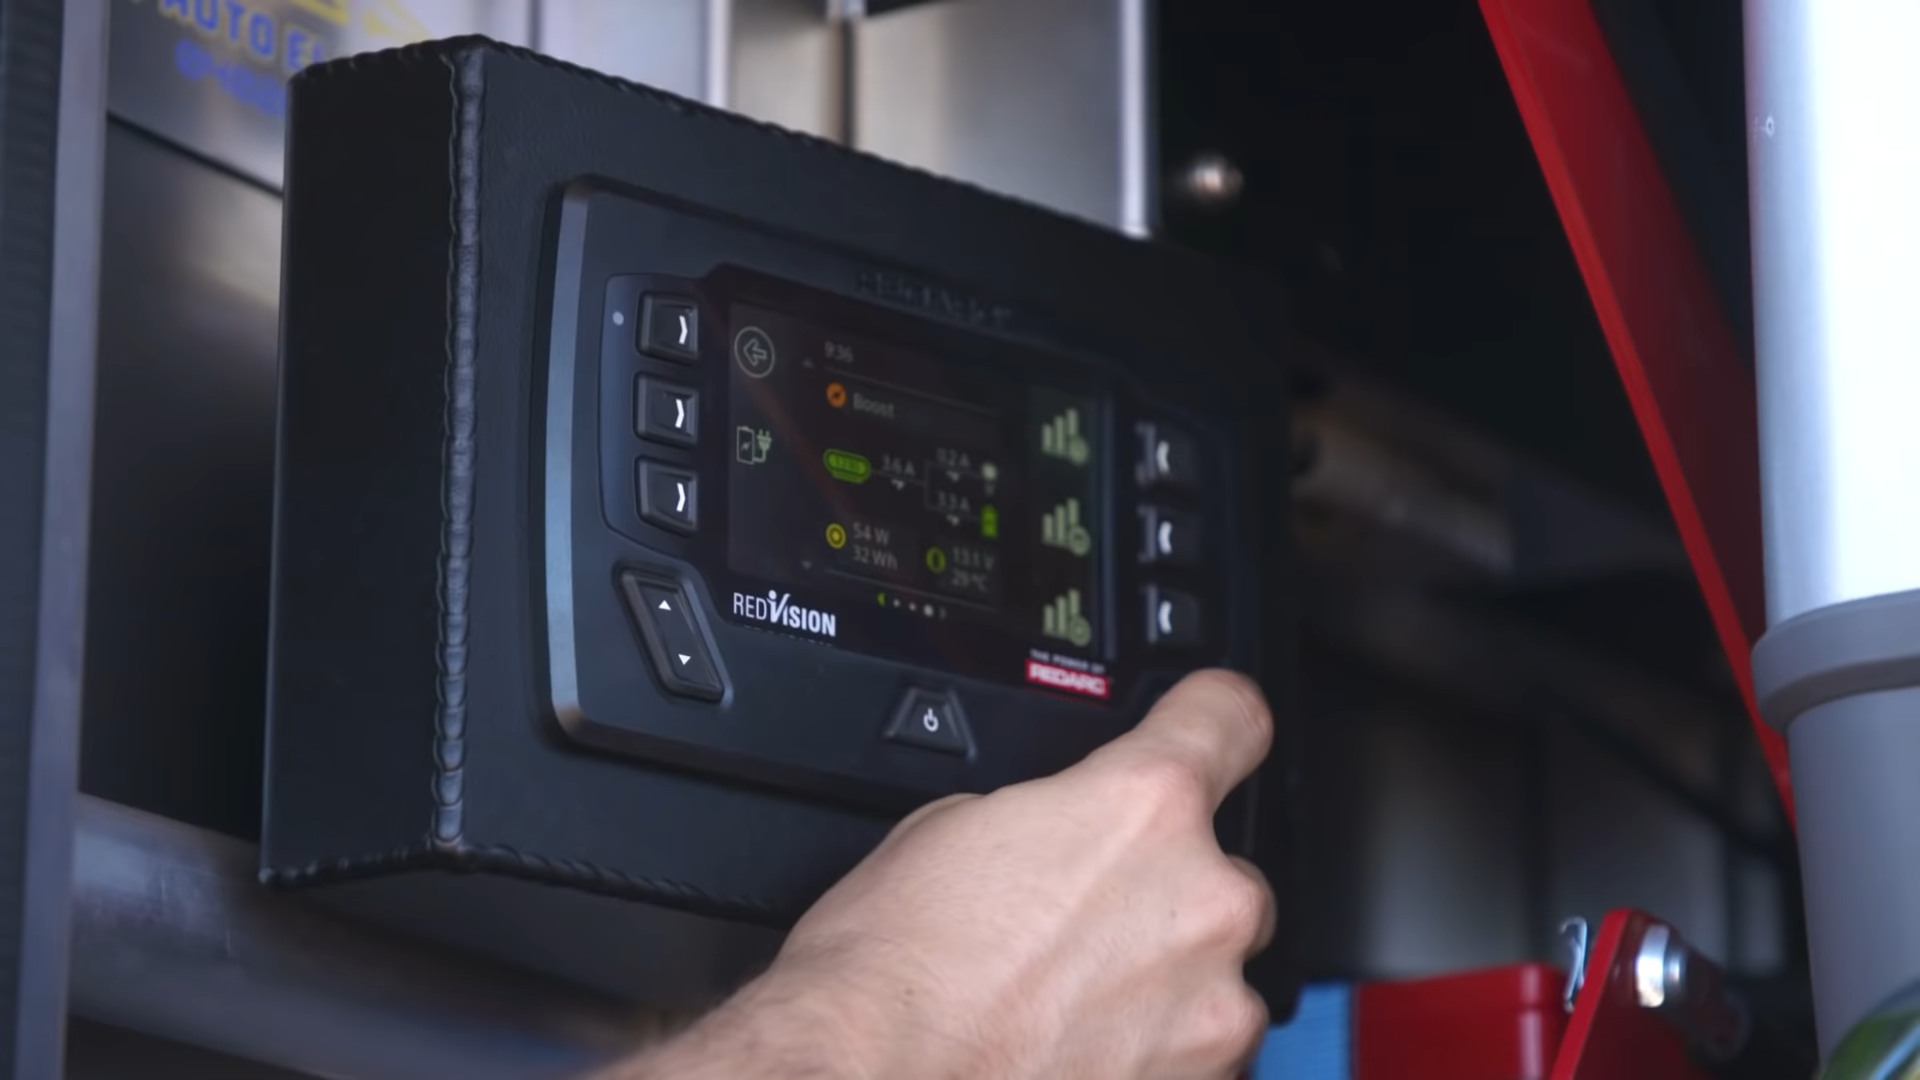 AUTO E
9:36
Boost
3.6 A
0.2 A
3.3 A
54 W
32 Wh
13.1 V
29 °C
REDVISION
THE POWER OF
REDARC